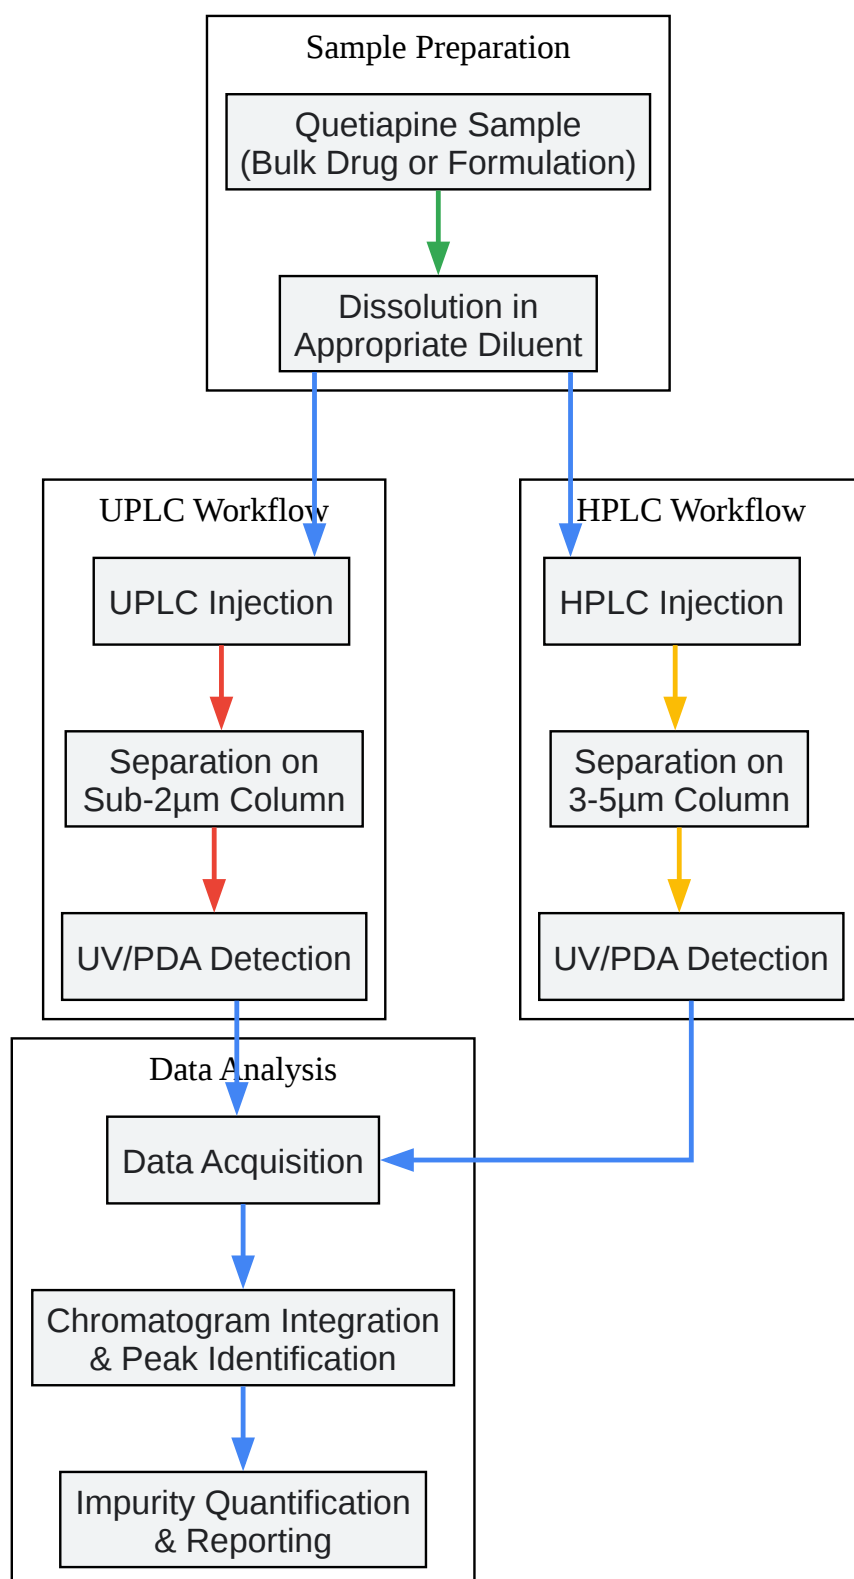 Sample Preparation
Quetiapine Sample
(Bulk Drug or Formulation)
Dissolution in
Appropriate Diluent
UPLC Workflow
UPLC Injection
Separation on
Sub-2µm Column
UV/PDA Detection
HPLC Workflow
HPLC Injection
Separation on
3-5µm Column
UV/PDA Detection
Data Analysis
Data Acquisition
Chromatogram Integration
& Peak Identification
Impurity Quantification
& Reporting